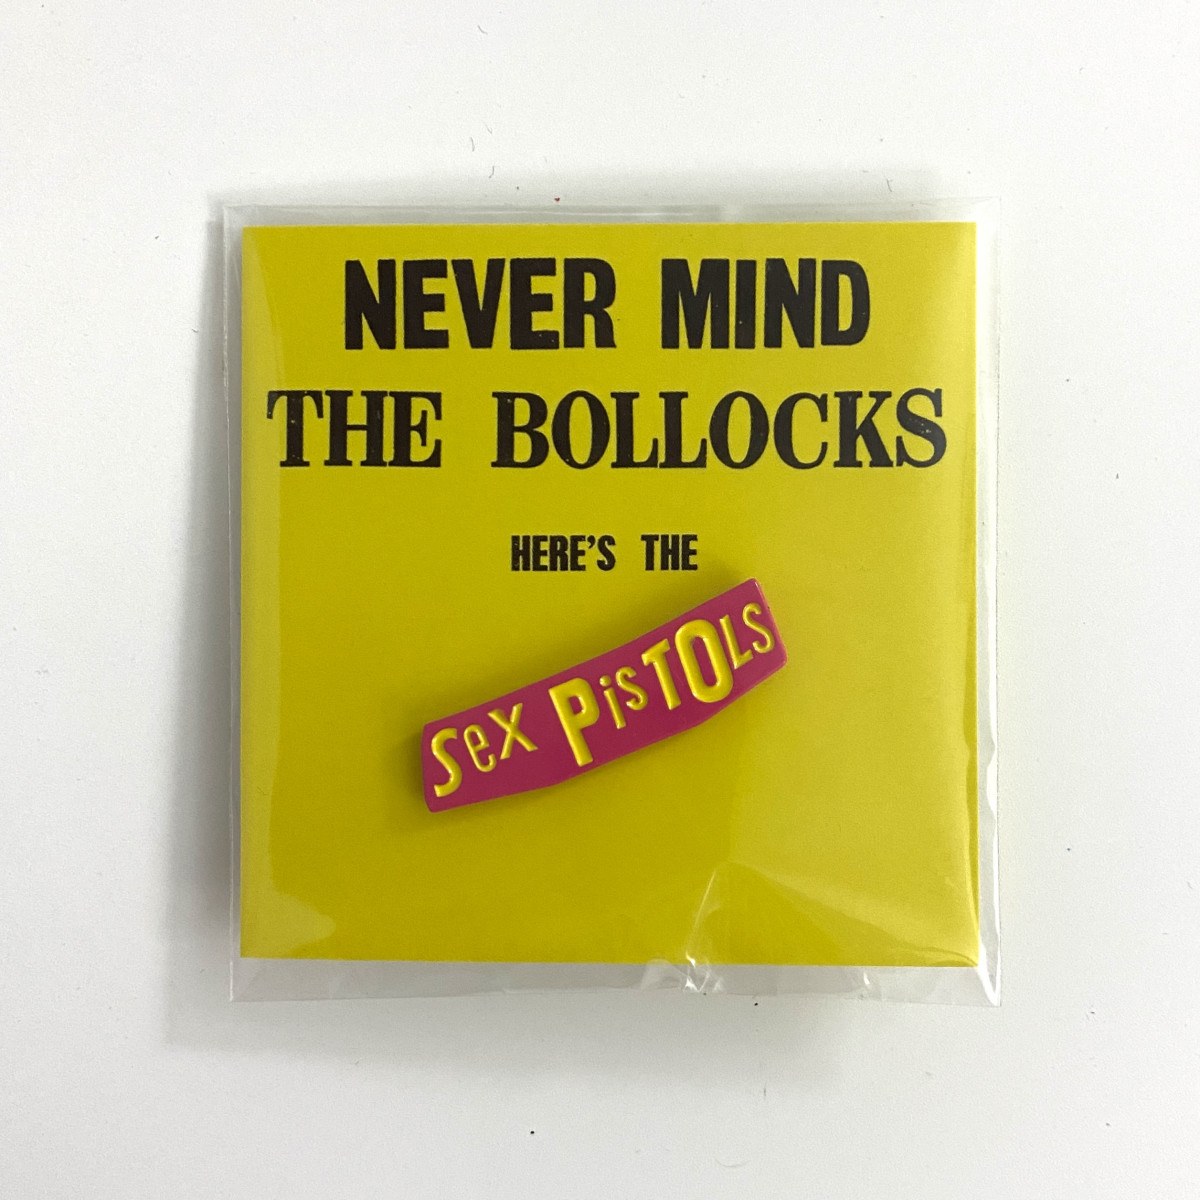 NEVER MIND
THE BOLLOCKS
HERE'S THE
SeX PisTOLS